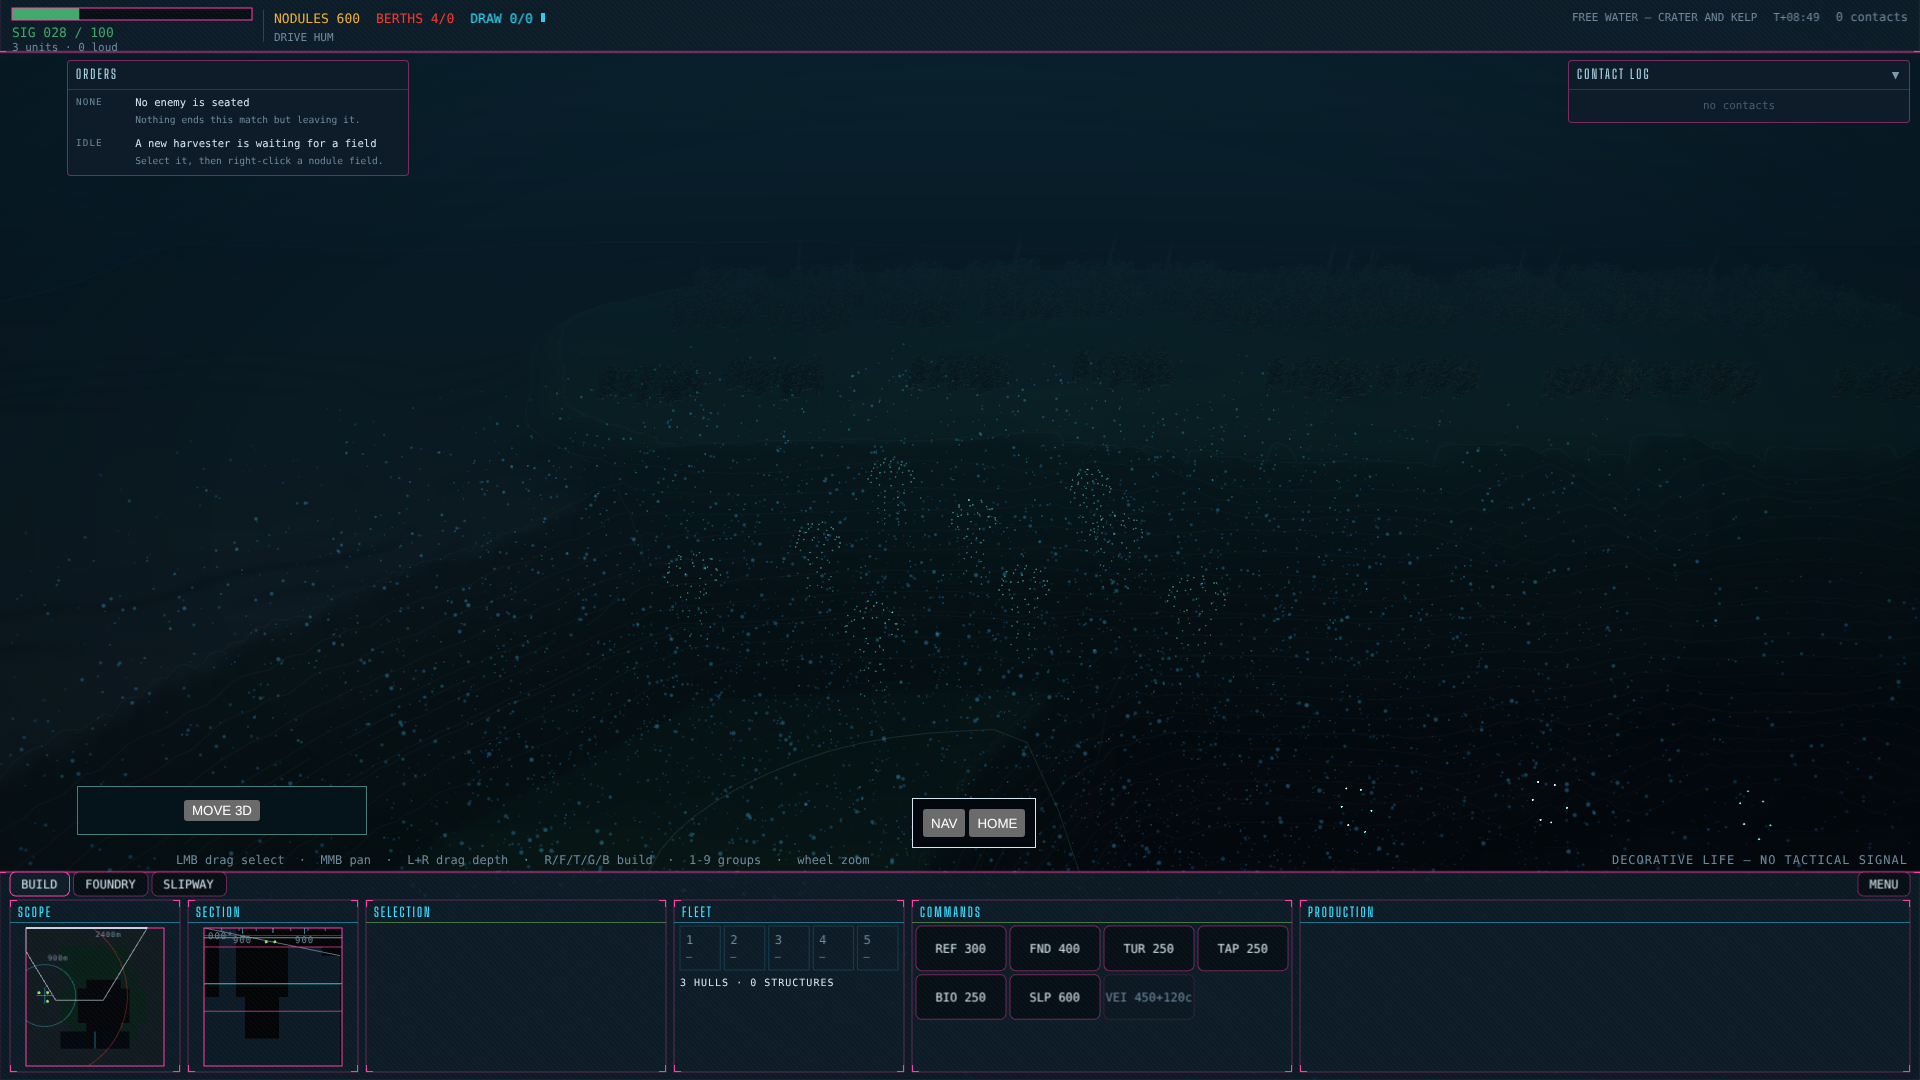 SIG 028 / 100
3 units · 0 loud
NODULES 600 BERTHS 4/0 DRAW 0/0
DRIVE HUM
FREE WATER — CRATER AND KELP T+08:49 0 contacts
ORDERS
NONE No enemy is seated
Nothing ends this match but leaving it.
IDLE A new harvester is waiting for a field
Select it, then right-click a nodule field.
CONTACT LOG ▼
no contacts
MOVE 3D
NAV HOME
LMB drag select · MMB pan · L+R drag depth · R/F/T/G/B build · 1-9 groups · wheel zoom
DECORATIVE LIFE — NO TACTICAL SIGNAL
BUILD FOUNDRY SLIPWAY
MENU
SCOPE
2400m
900m
SECTION
000° 900 900
SELECTION
FLEET
1 2 3 4 5
— — — — —
3 HULLS · 0 STRUCTURES
COMMANDS
REF 300 FND 400 TUR 250 TAP 250
BIO 250 SLP 600 VEI 450+120c
PRODUCTION